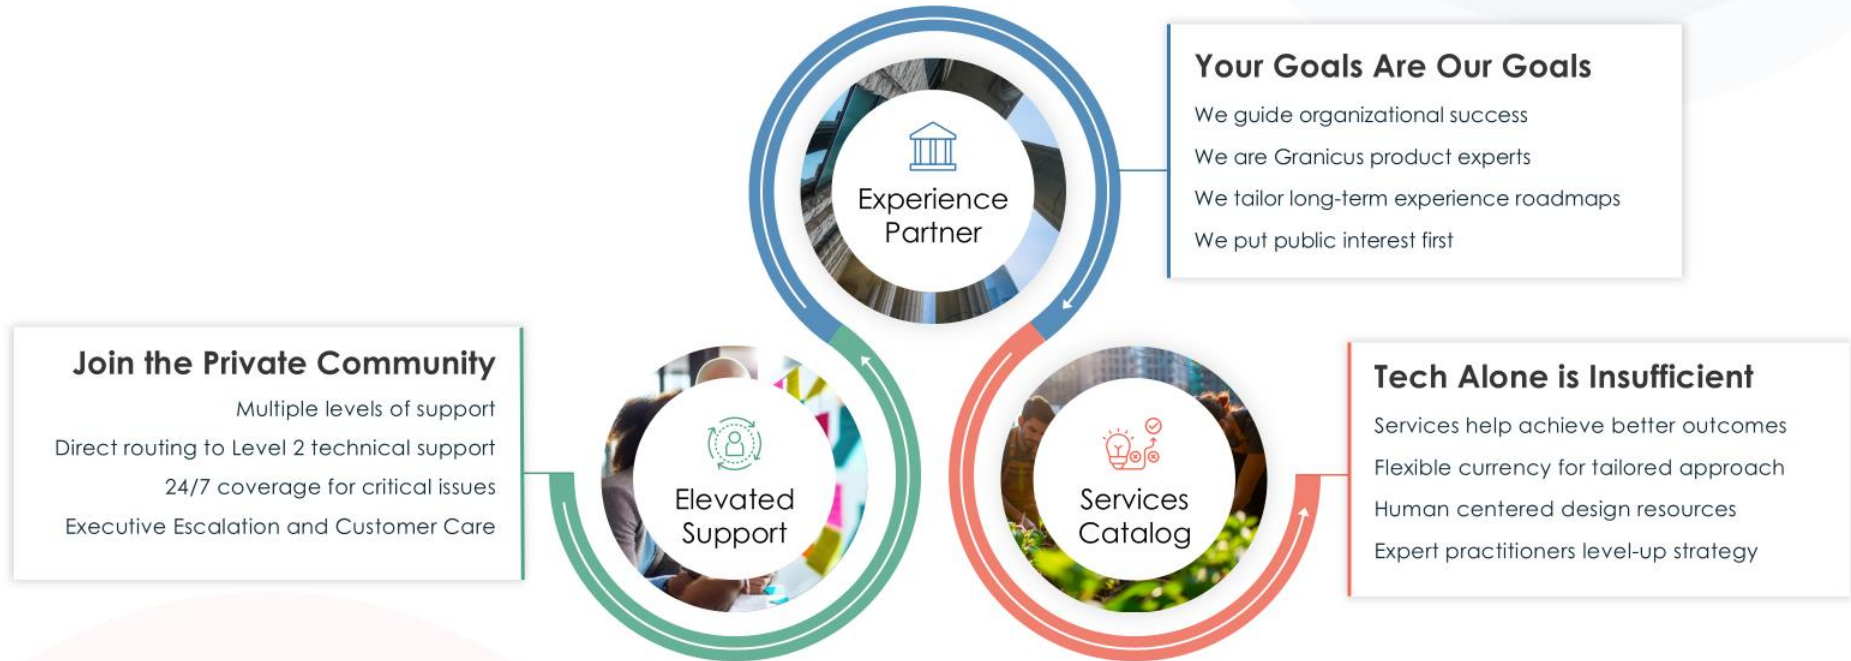 Experience
Partner
Your Goals Are Our Goals
We guide organizational success
We are Granicus product experts
We tailor long-term experience roadmaps
We put public interest first
Join the Private Community
Multiple levels of support
Direct routing to Level 2 technical support
24/7 coverage for critical issues
Executive Escalation and Customer Care
Elevated
Support
Services
Catalog
Tech Alone is Insufficient
Services help achieve better outcomes
Flexible currency for tailored approach
Human centered design resources
Expert practitioners level-up strategy